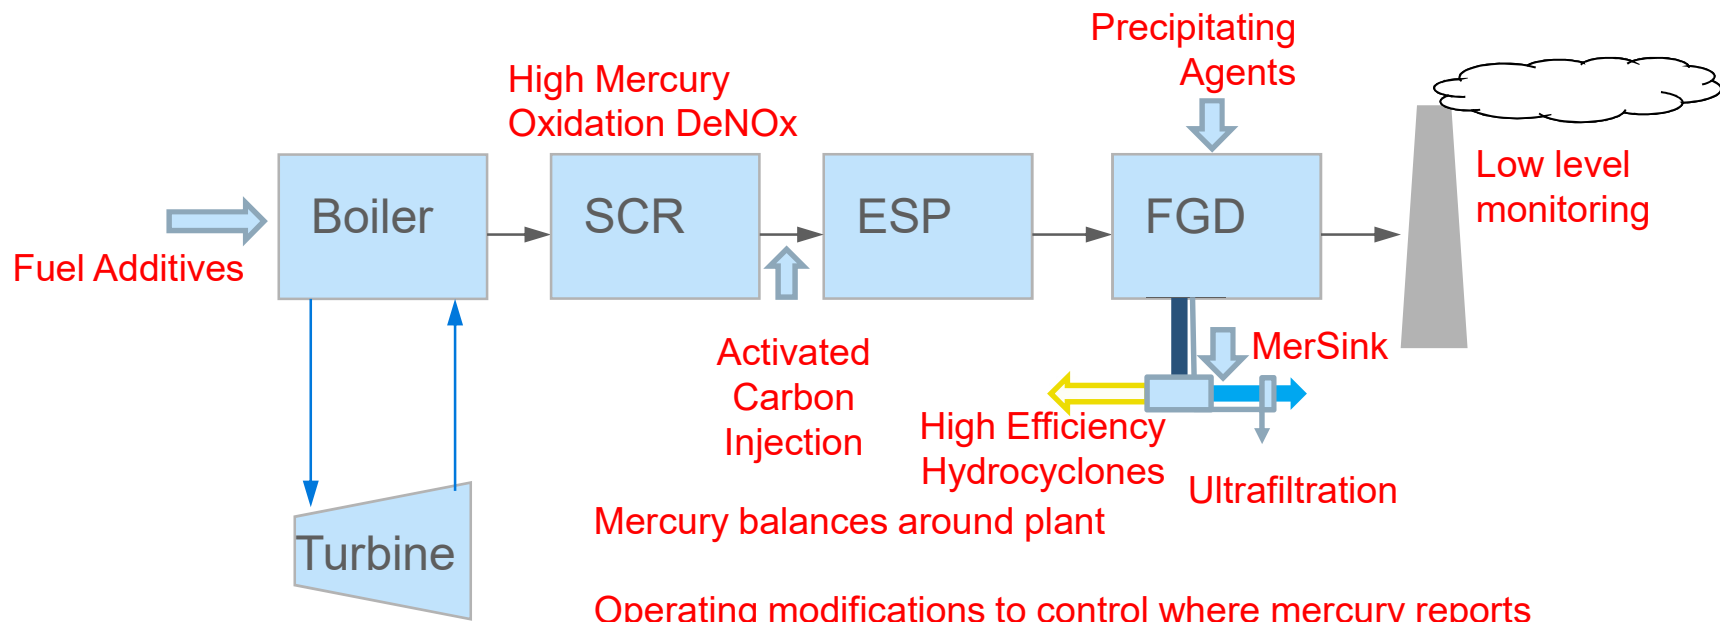 Precipitating
Agents
High Mercury
Oxidation DeNOx
Low level
monitoring
Boiler
SCR
ESP
FGD
Fuel Additives
Activated
Carbon
Injection
MerSink
High Efficiency
Hydrocyclones
Ultrafiltration
Mercury balances around plant
Turbine
Operating modifications to control where mercury reports